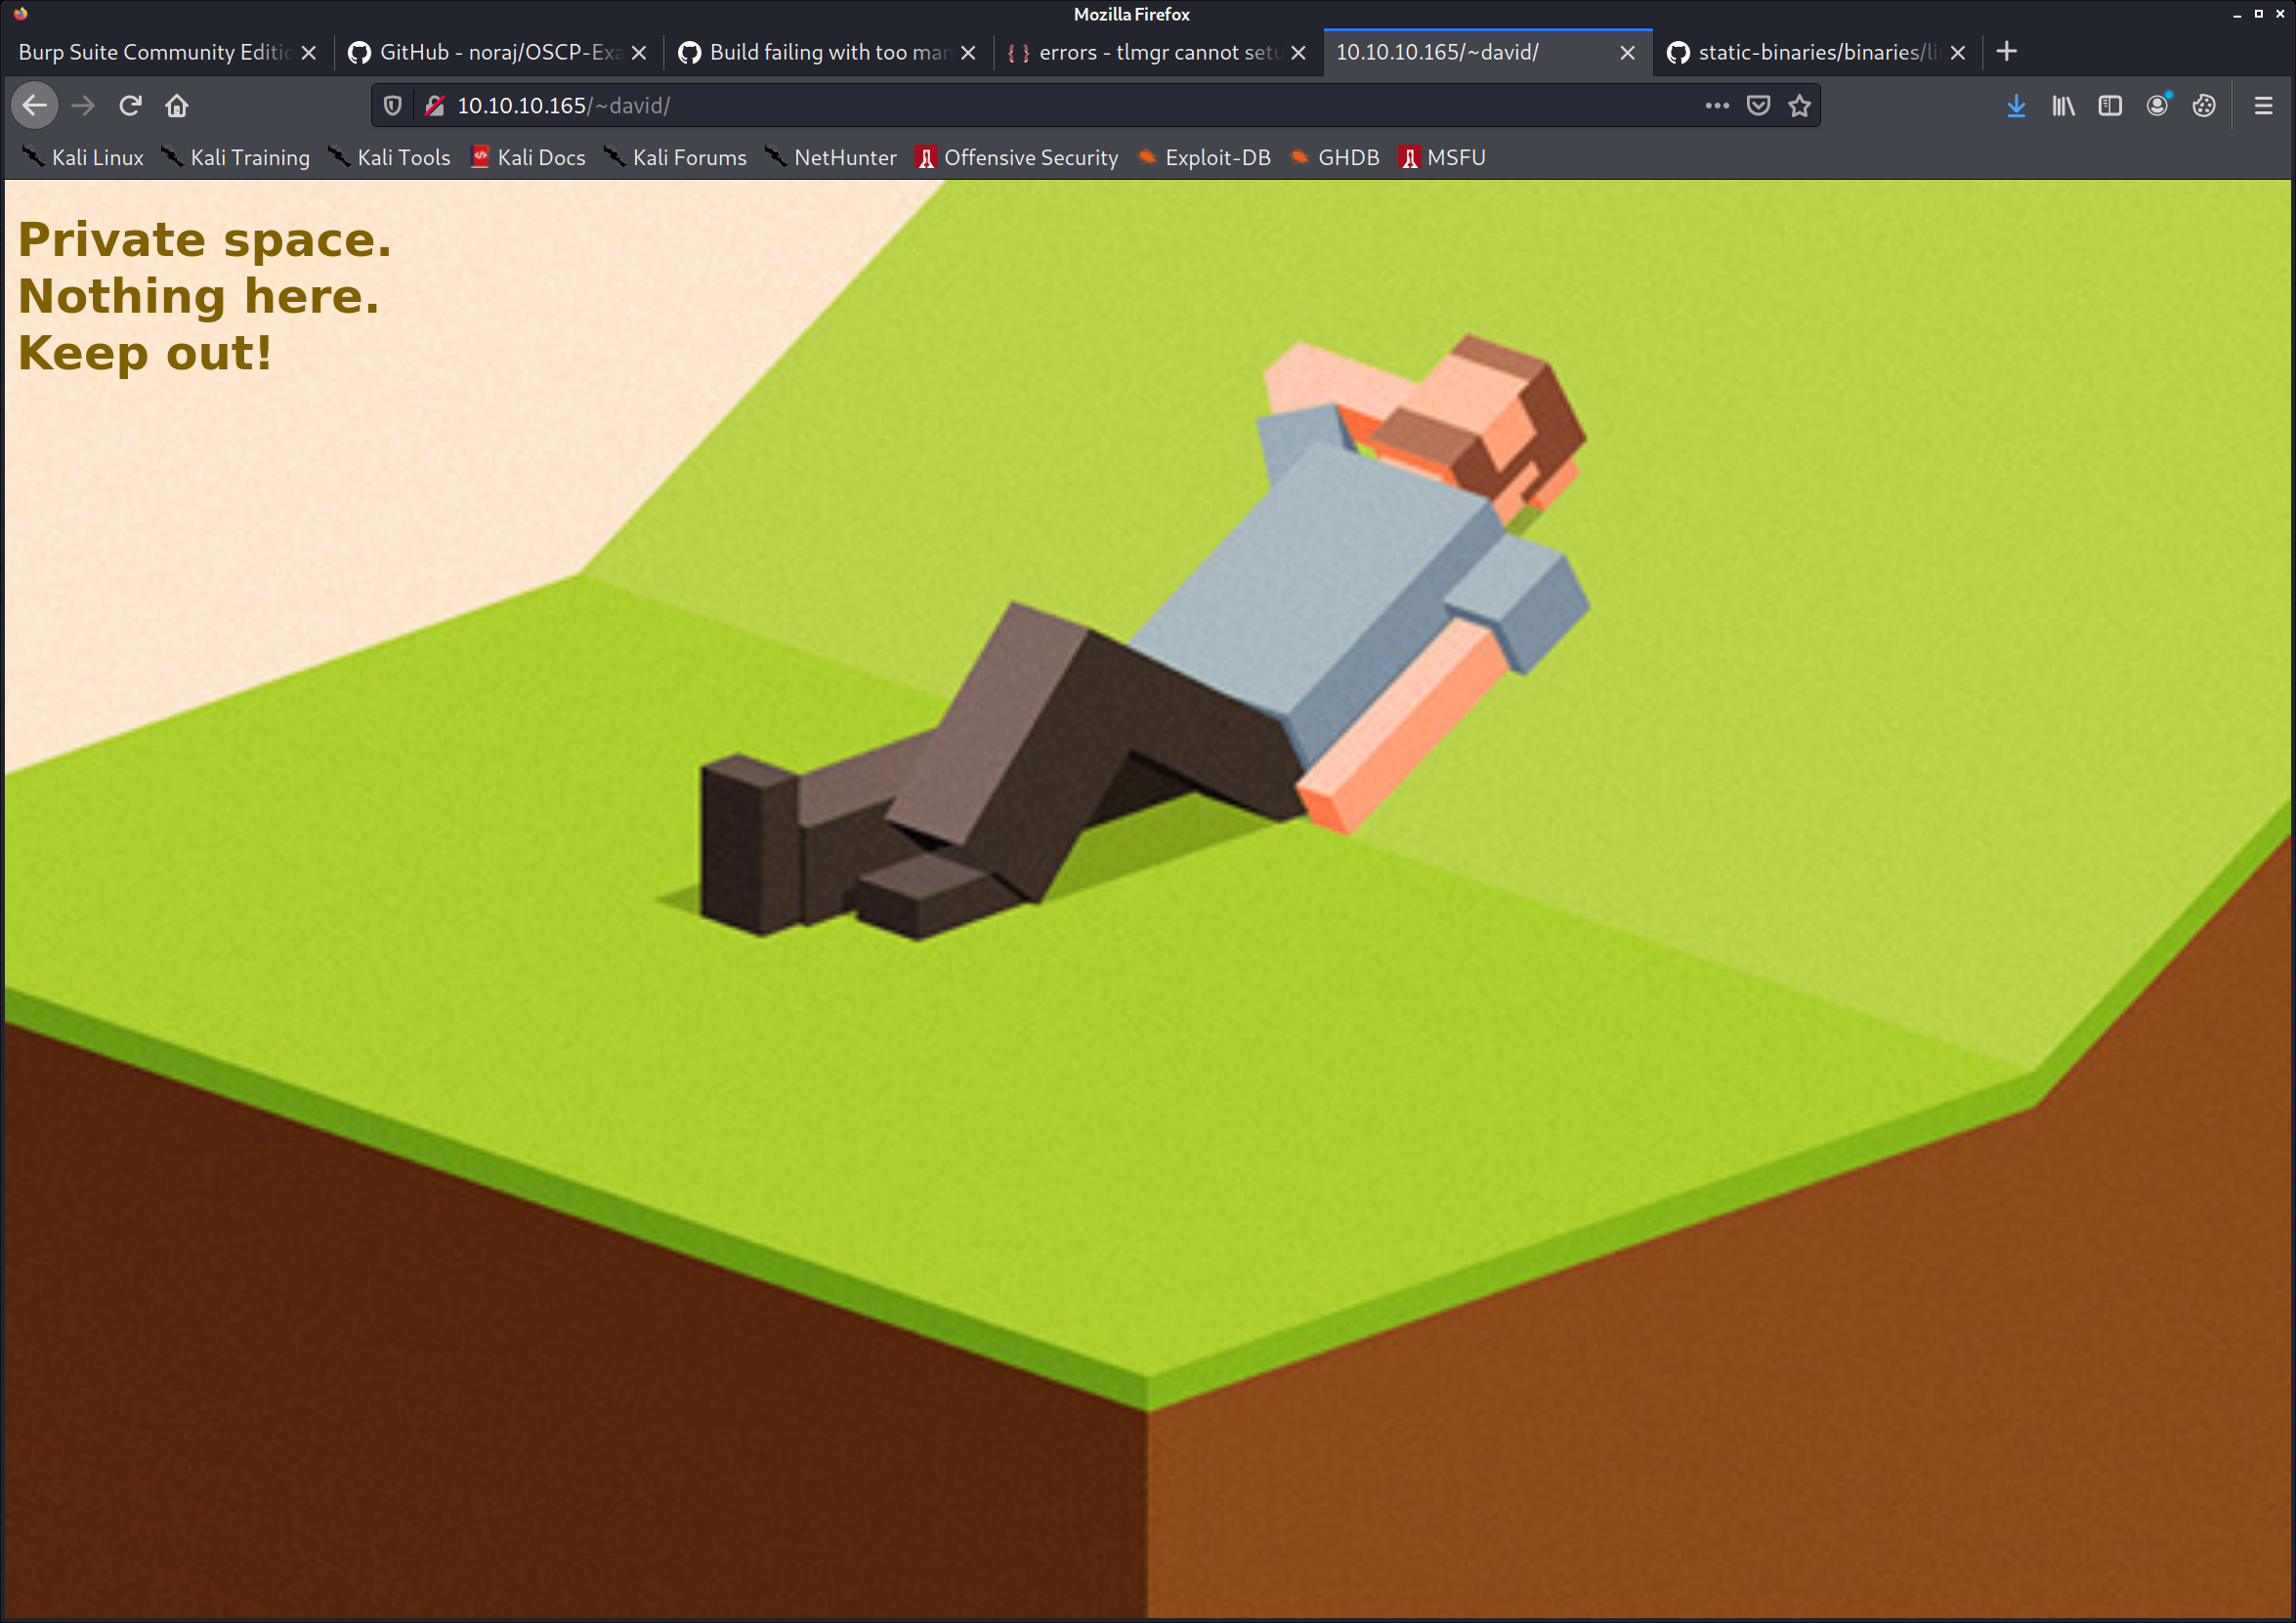 Mozilla Firefox
Burp Suite Community Editic
GitHub - noraj/OSCP-Exa
Build failing with too man
errors - tlmgr cannot setu
10.10.10.165/~david/
static-binaries/binaries/li
10.10.10.165/~david/
Kali Linux
Kali Training
Kali Tools
Kali Docs
Kali Forums
NetHunter
Offensive Security
Exploit-DB
GHDB
MSFU
Private space.
Nothing here.
Keep out!